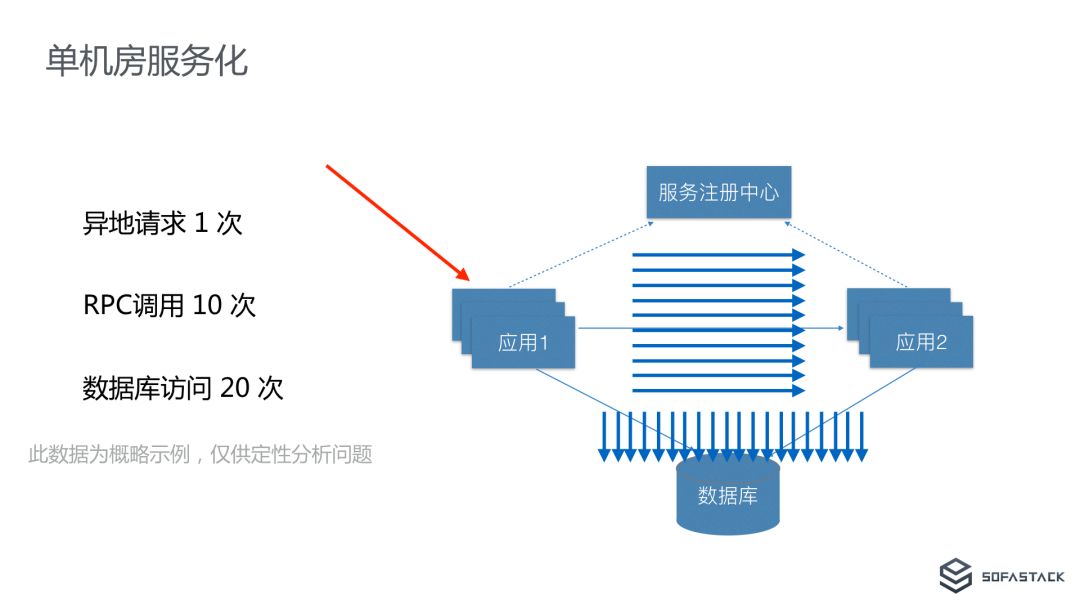 单机房服务化
异地请求 1 次
RPC调用 10 次
数据库访问 20 次
此数据为概略示例，仅供定性分析问题
服务注册中心
应用1
应用2
数据库
SOFASTACK